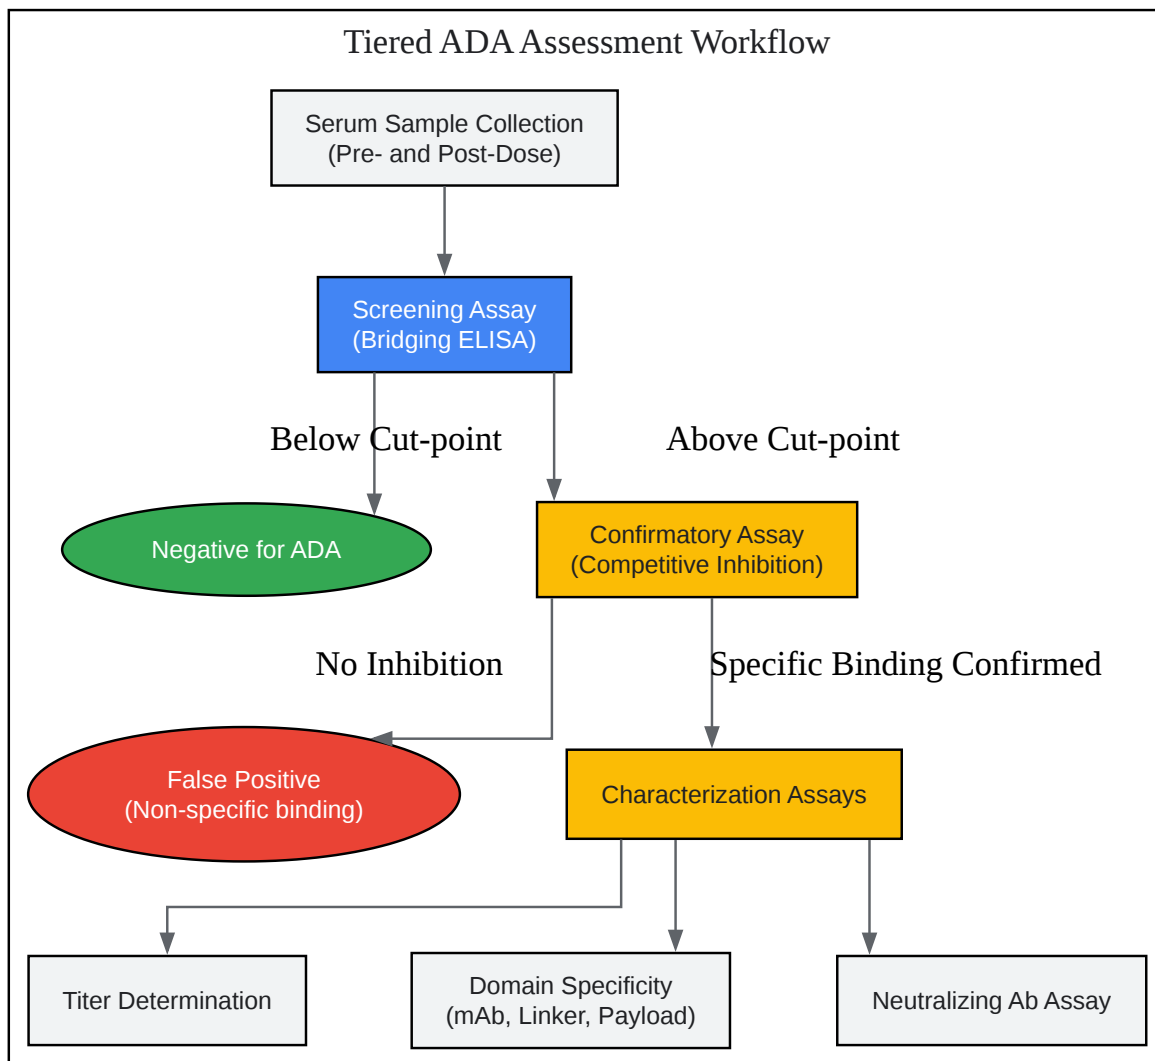 Tiered ADA Assessment Workflow
Serum Sample Collection
(Pre- and Post-Dose)
Screening Assay
(Bridging ELISA)
Below Cut-point
Above Cut-point
Negative for ADA
Confirmatory Assay
(Competitive Inhibition)
No Inhibition
Specific Binding Confirmed
False Positive
(Non-specific binding)
Characterization Assays
Titer Determination
Domain Specificity
(mAb, Linker, Payload)
Neutralizing Ab Assay